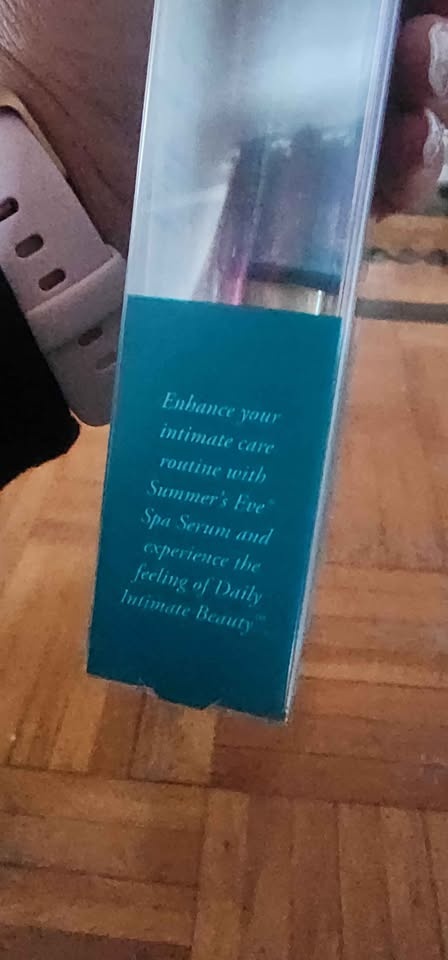 Enhance your
intimate care
routine with
Summer's Eve®
Spa Serum and
experience the
feeling of Daily
Intimate Beauty™